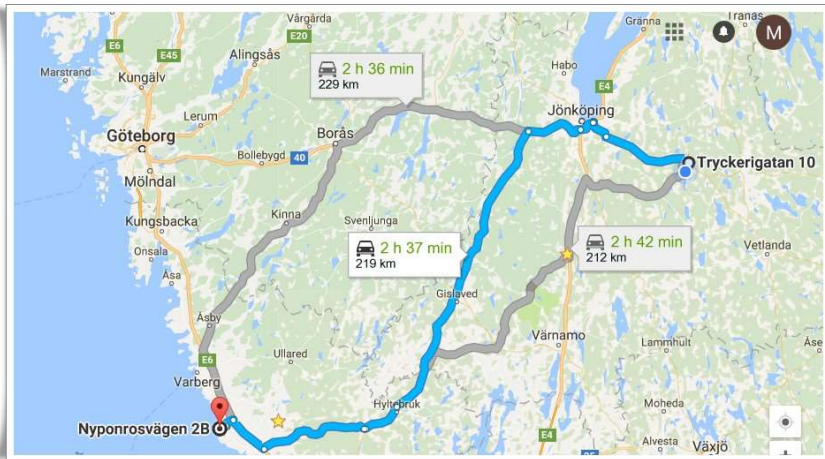 Vårgårda
Gränna
Tranås
M
E6
E20
E45
Alingsås
Marstrand
Kungälv
2 h 36 min
229 km
Habo
E4
Lerum
Jönköping
Göteborg
Borås
Bollebygd
40
Tryckerigatan 10
Mölndal
Kungsbacka
Kinna
Svenljunga
Onsala
2 h 37 min
219 km
2 h 42 min
212 km
Vetlanda
Åsa
Gislaved
Åsby
Värnamo
Lammhult
Åse
E6
Ullared
Varberg
Hyltebruk
Moheda
Nyponrosvägen 2B
E4
Alvesta
Växjö